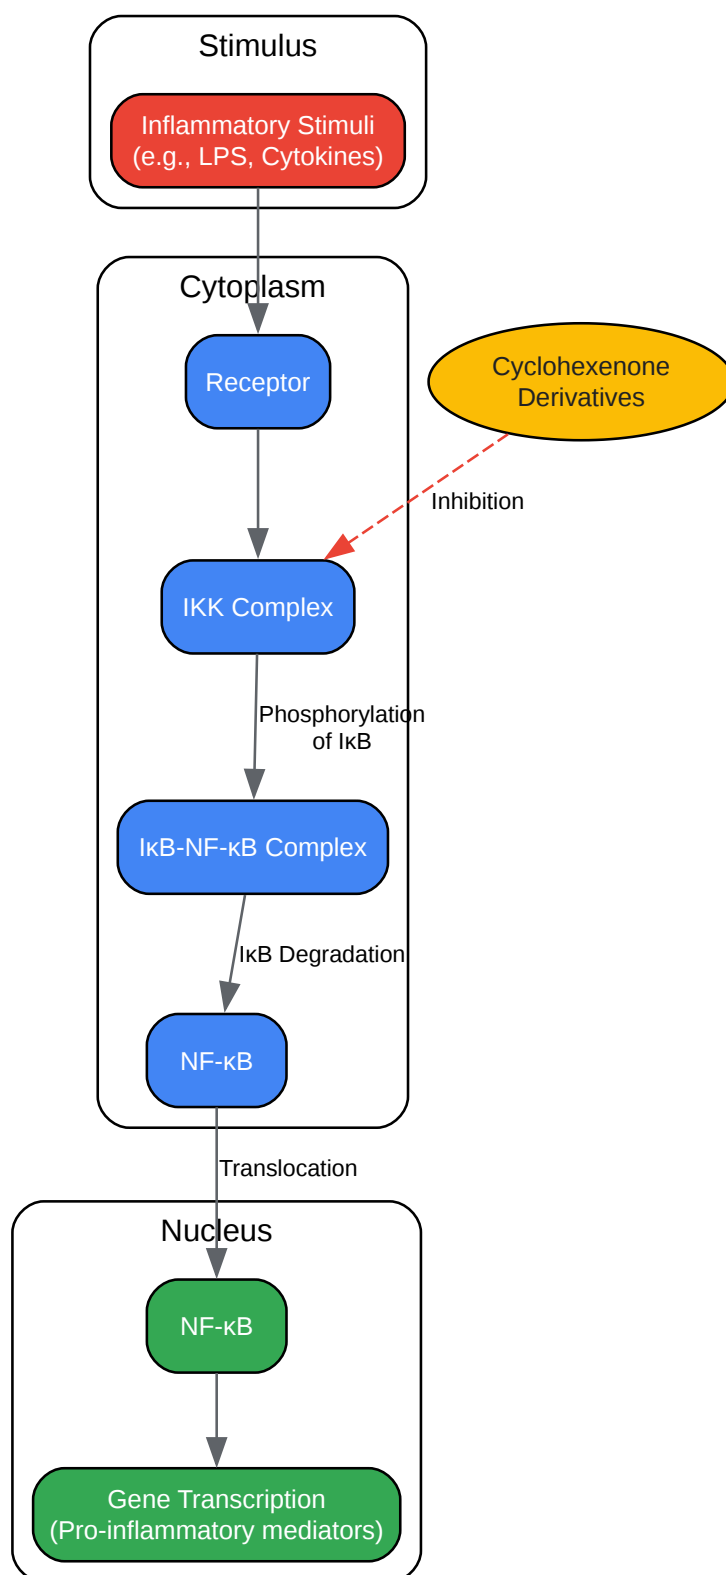 Stimulus
Inflammatory Stimuli
(e.g., LPS, Cytokines)
Cytoplasm
Receptor
Cyclohexenone
Derivatives
Inhibition
IKK Complex
Phosphorylation
of IκB
IκB-NF-κB Complex
IκB Degradation
NF-κB
Translocation
Nucleus
NF-κB
Gene Transcription
(Pro-inflammatory mediators)